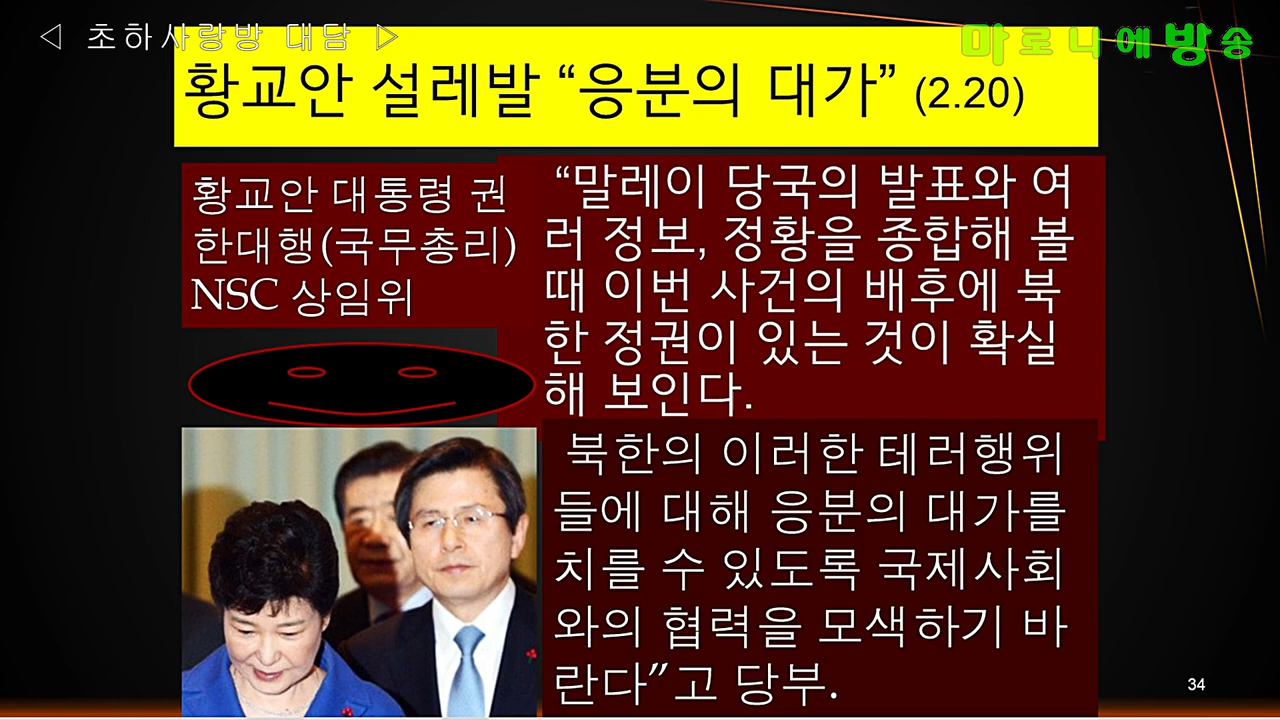 ◁ 초하사랑방 대담 ▷
마로니에방송
황교안 설레발 “응분의 대가” (2.20)
황교안 대통령 권
한대행(국무총리)
NSC 상임위
“말레이 당국의 발표와 여
러 정보, 정황을 종합해 볼
때 이번 사건의 배후에 북
한 정권이 있는 것이 확실
해 보인다.
북한의 이러한 테러행위
들에 대해 응분의 대가를
치를 수 있도록 국제사회
와의 협력을 모색하기 바
란다”고 당부.
34